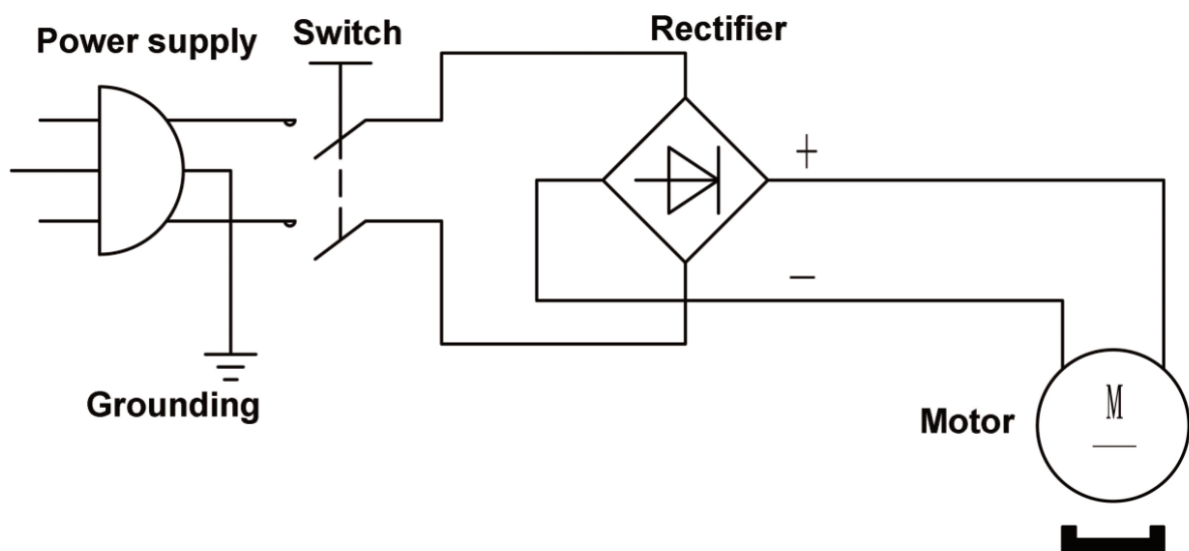 Power supply
Switch
Rectifier
+
−
Grounding
Motor
M